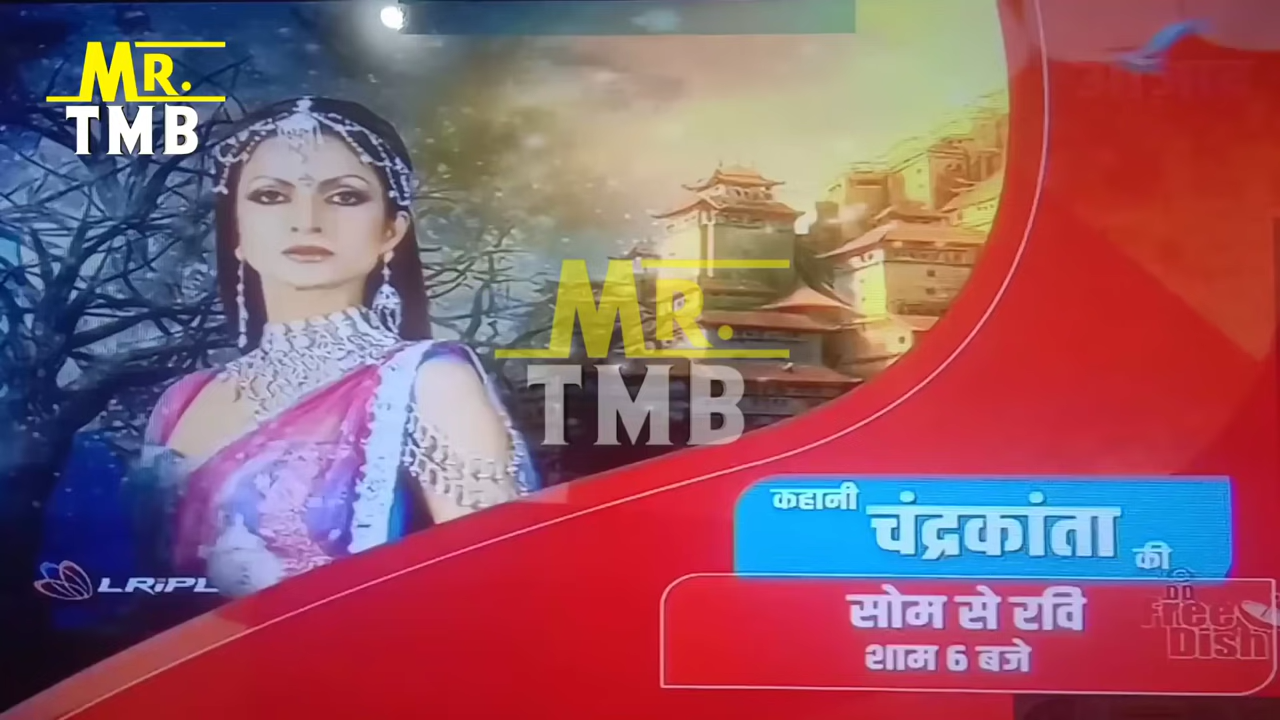 MR.
TMB
MR.
TMB
LRiPL
कहानी
चंद्रकांता
की
सोम से रवि
शाम 6 बजे
DD
Free
Dish